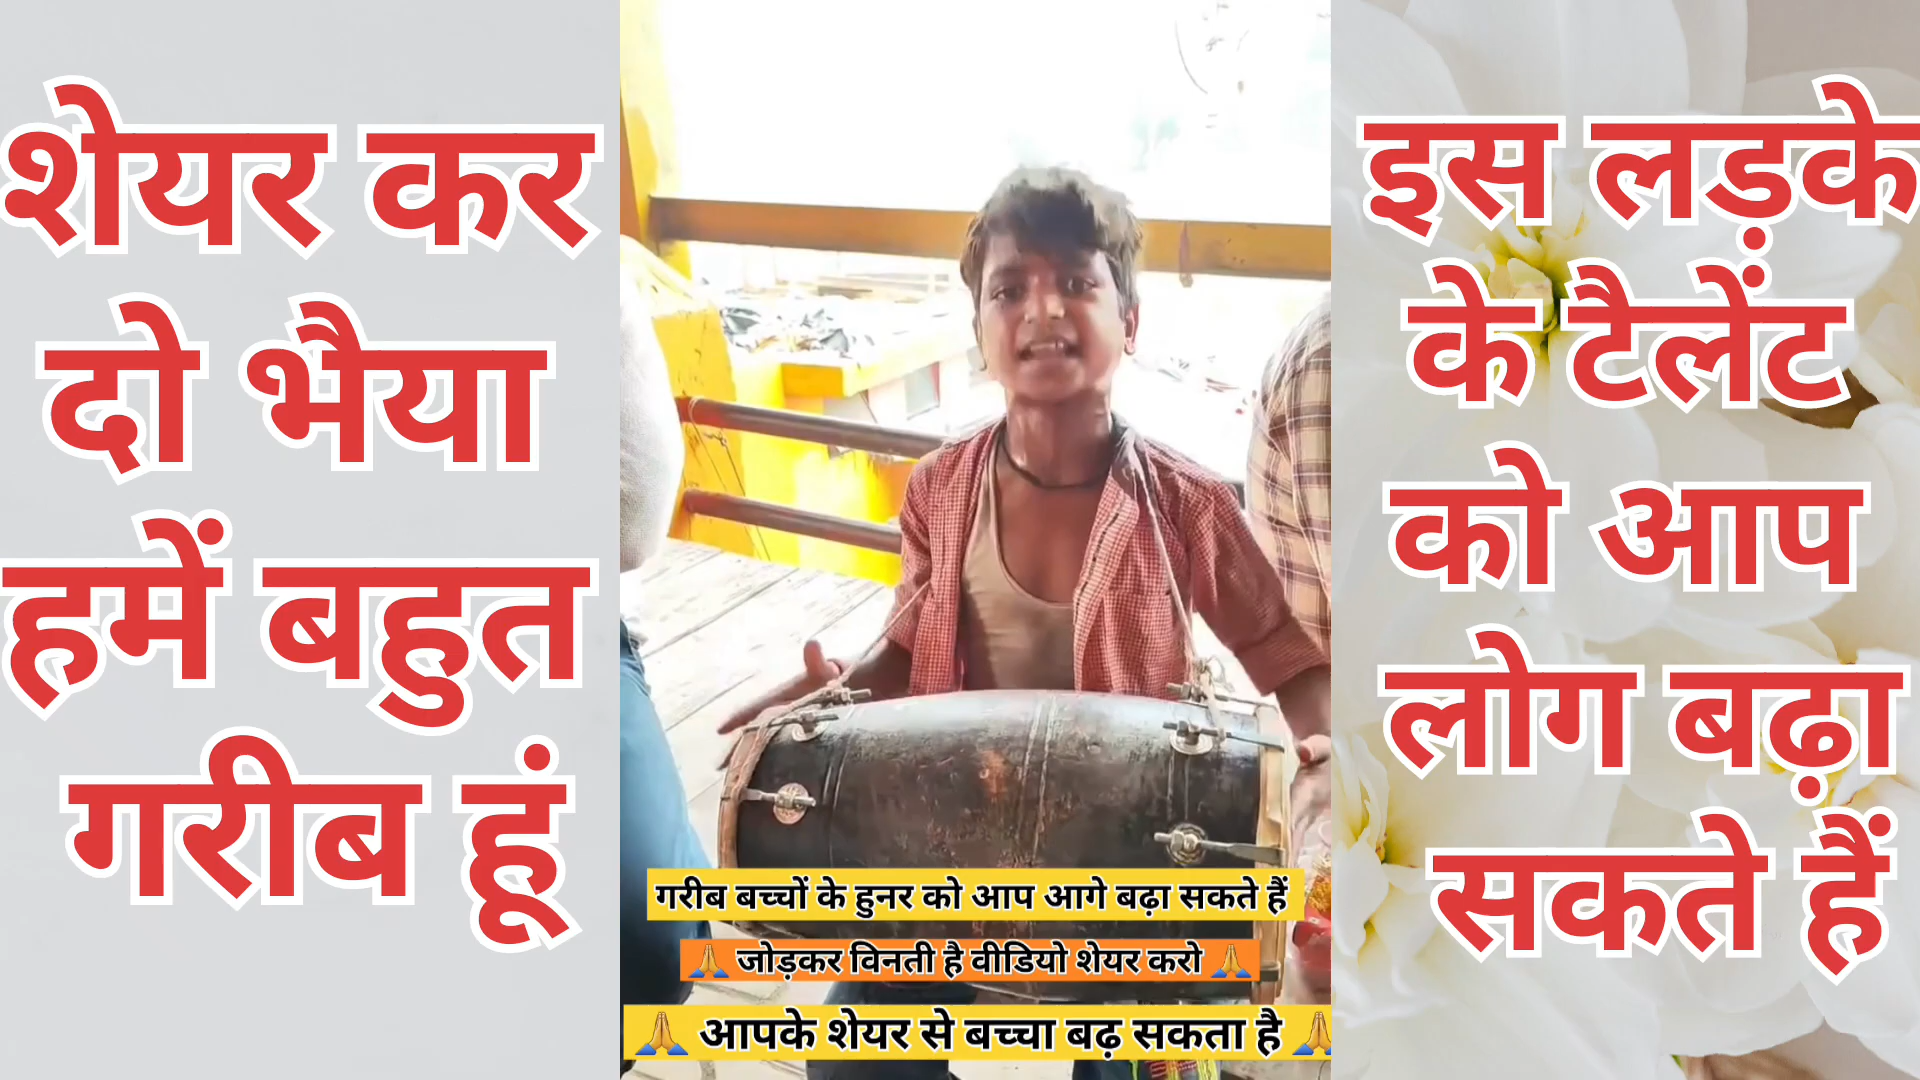 शेयर कर
दो भैया
हमें बहुत
गरीब हूं
इस लड़के
के टैलेंट
को आप
लोग बढ़ा
सकते हैं
गरीब बच्चों के हुनर को आप आगे बढ़ा सकते हैं
🙏 जोड़कर विनती है वीडियो शेयर करो 🙏
🙏 आपके शेयर से बच्चा बढ़ सकता है 🙏